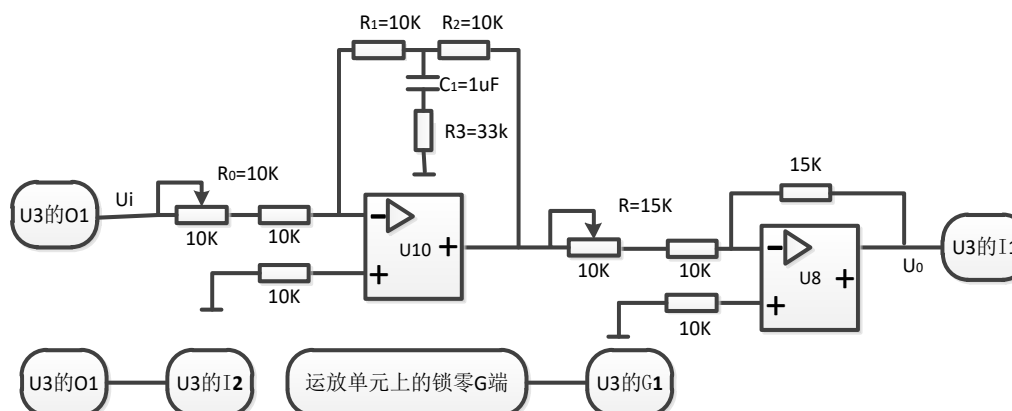 R₁=10K
R₂=10K
C₁=1uF
R3=33k
U3的O1
Ui
R₀=10K
10K
10K
10K
U10
R=15K
10K
10K
10K
15K
U8
U₀
U3的I1
U3的O1
U3的I2
运放单元上的锁零G端
U3的G1